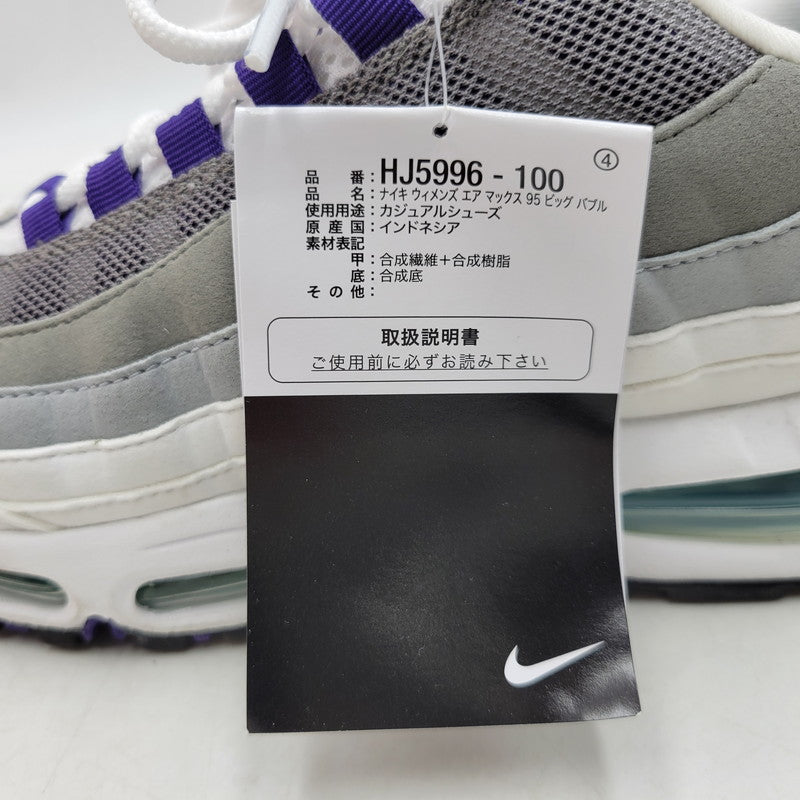 ④
品番：HJ5996-100
品名：ナイキ ウィメンズ エア マックス 95 ビッグ バブル
使用用途：カジュアルシューズ
原産国：インドネシア
素材表記
甲：合成繊維＋合成樹脂
底：合成底
その他：
取扱説明書
ご使用前に必ずお読み下さい